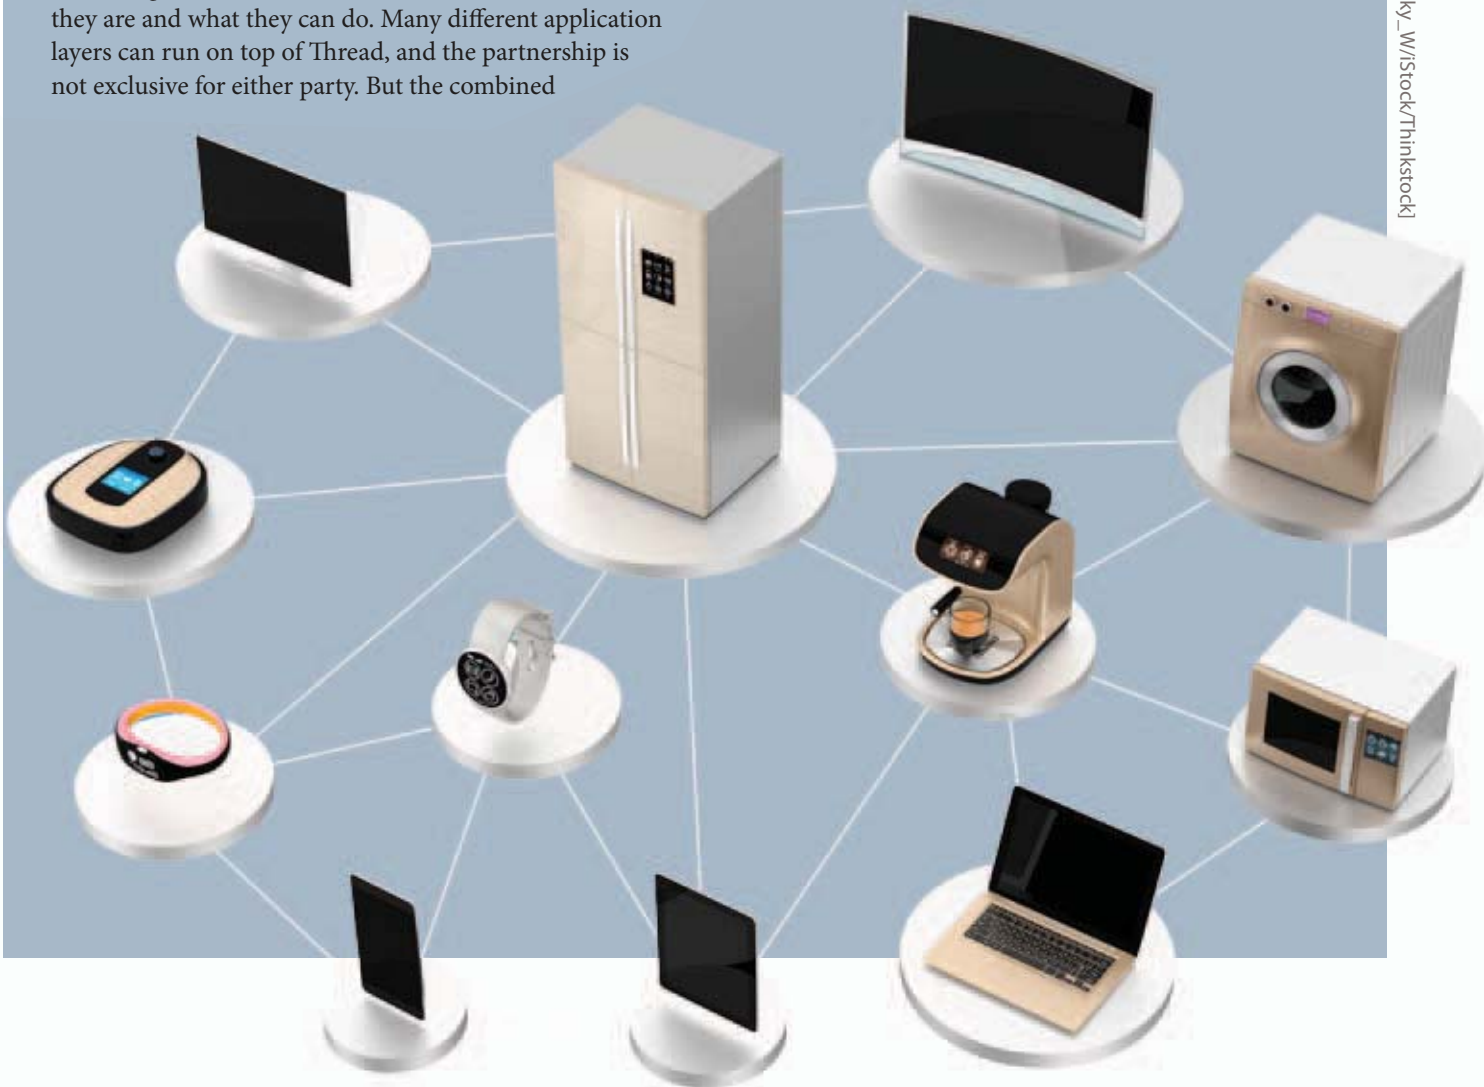 they are and what they can do. Many different application
layers can run on top of Thread, and the partnership is
not exclusive for either party. But the combined
ky_W/iStock/Thinkstock]